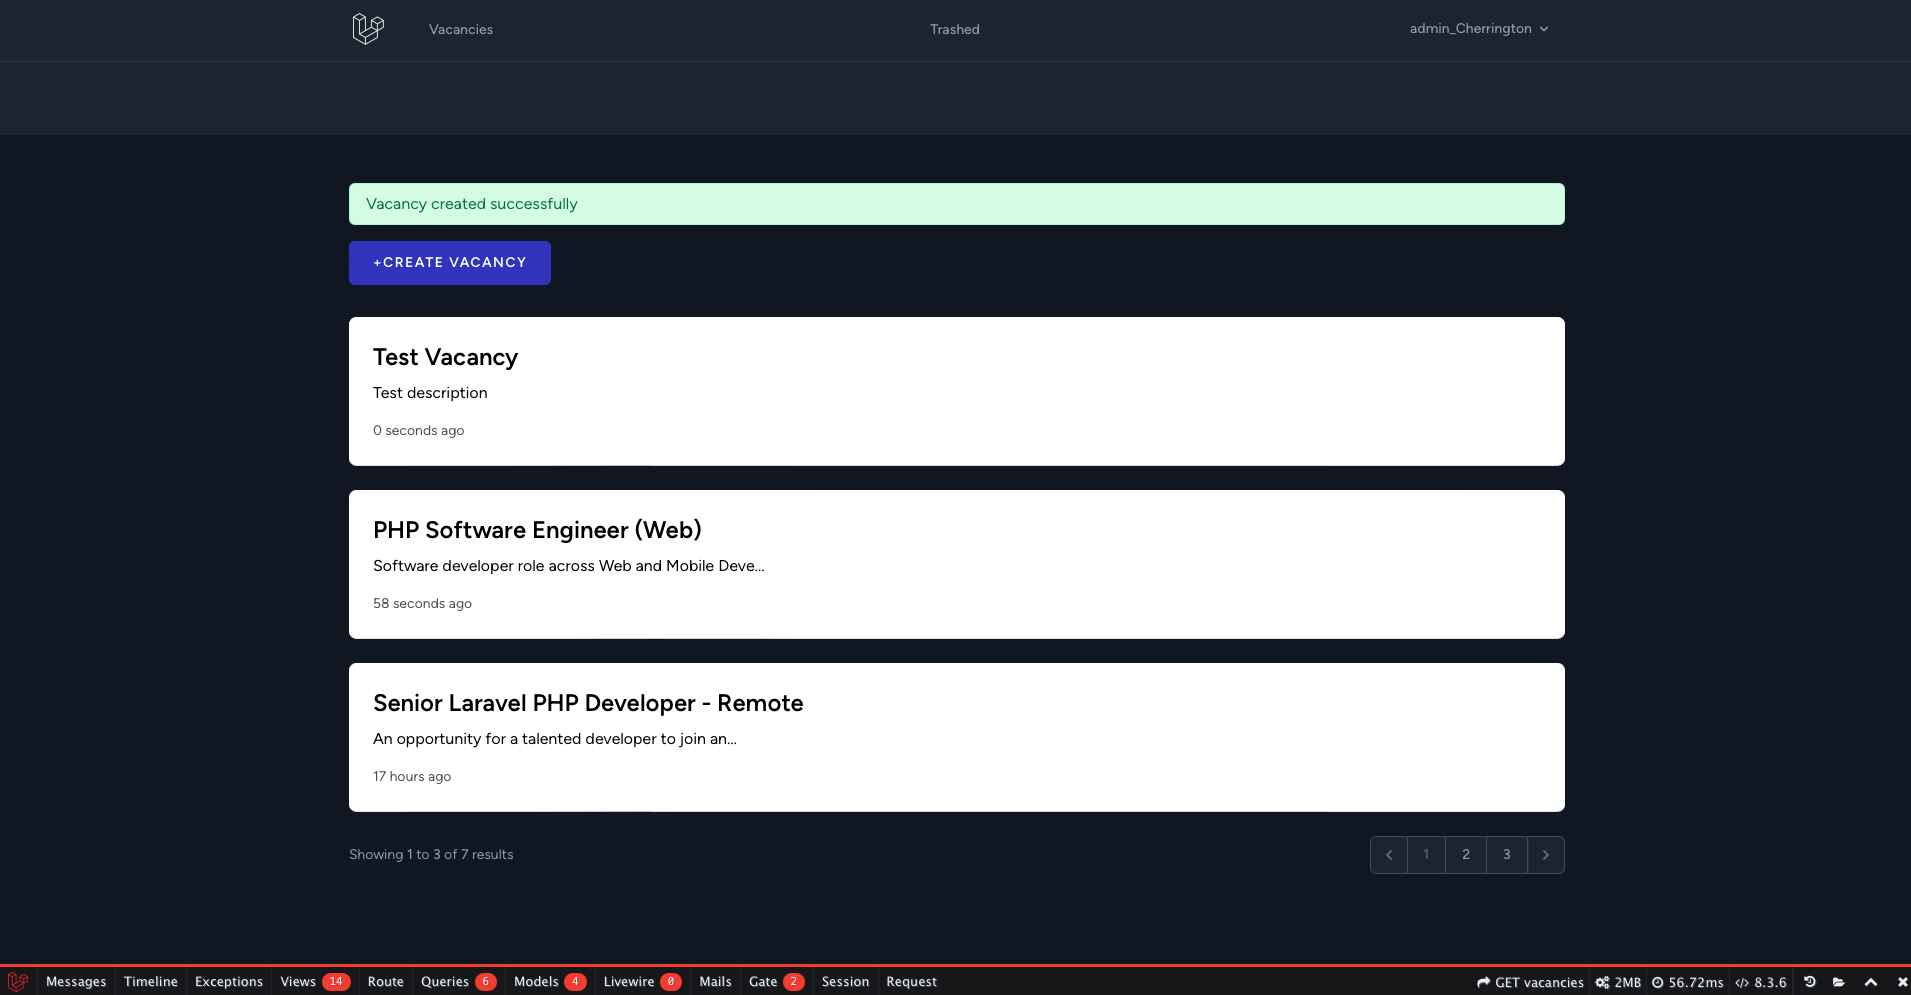 Vacancies Trashed admin_Cherrington
Vacancy created successfully
+CREATE VACANCY
Test Vacancy
Test description
0 seconds ago
PHP Software Engineer (Web)
Software developer role across Web and Mobile Deve...
58 seconds ago
Senior Laravel PHP Developer - Remote
An opportunity for a talented developer to join an...
17 hours ago
Showing 1 to 3 of 7 results 1 2 3
Messages Timeline Exceptions Views 14 Route Queries 6 Models 4 Livewire 0 Mails Gate 2 Session Request GET vacancies 2MB 56.72ms 8.3.6